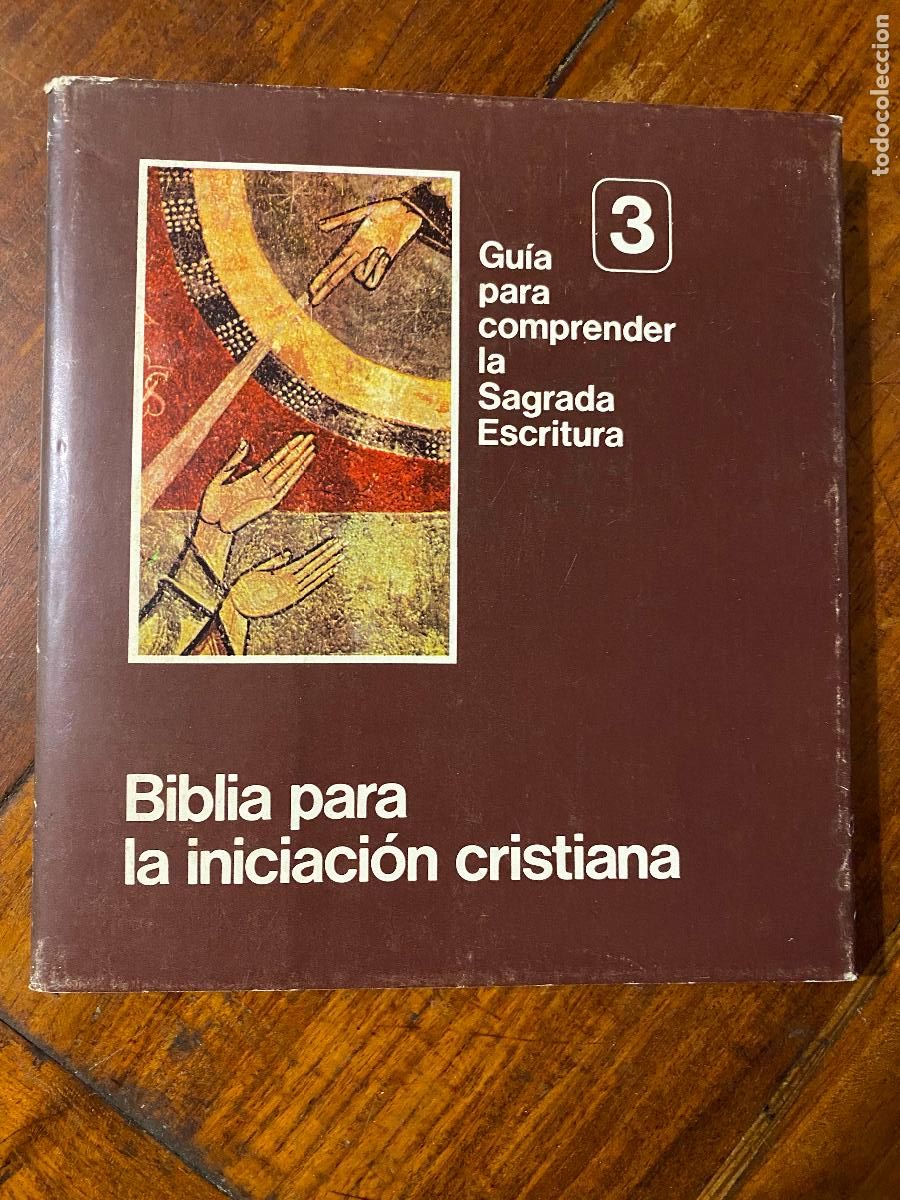 3
Guía
para
comprender
la
Sagrada
Escritura
Biblia para
la iniciación cristiana
todocoleccion